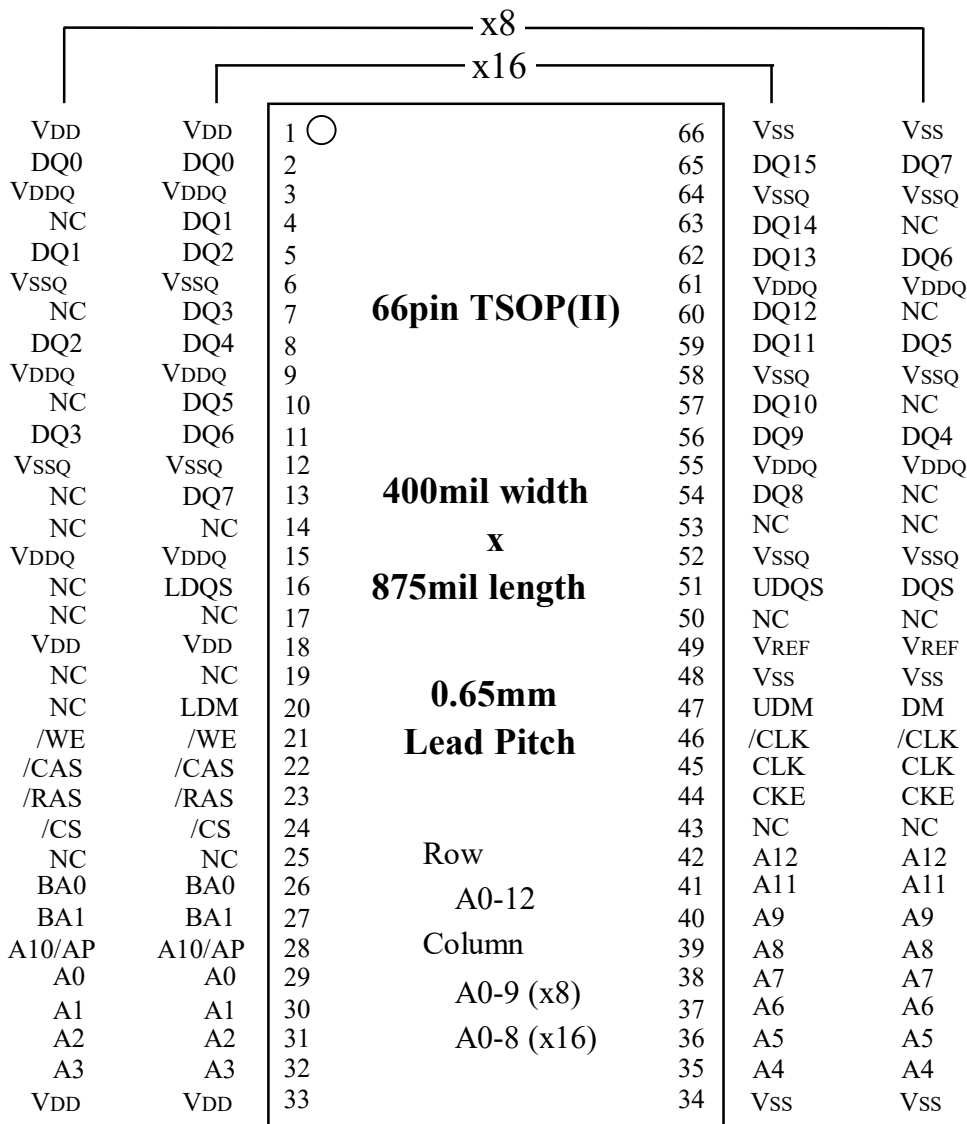 x8
x16
VDD VDD 1 66 VSS VSS
DQ0 DQ0 2 65 DQ15 DQ7
VDDQ VDDQ 3 64 VSSQ VSSQ
NC DQ1 4 63 DQ14 NC
DQ1 DQ2 5 62 DQ13 DQ6
VSSQ VSSQ 6 61 VDDQ VDDQ
NC DQ3 7 66pin TSOP(II) 60 DQ12 NC
DQ2 DQ4 8 59 DQ11 DQ5
VDDQ VDDQ 9 58 VSSQ VSSQ
NC DQ5 10 57 DQ10 NC
DQ3 DQ6 11 56 DQ9 DQ4
VSSQ VSSQ 12 55 VDDQ VDDQ
NC DQ7 13 400mil width 54 DQ8 NC
NC NC 14 x 53 NC NC
VDDQ VDDQ 15 52 VSSQ VSSQ
NC LDQS 16 875mil length 51 UDQS DQS
NC NC 17 50 NC NC
VDD VDD 18 49 VREF VREF
NC NC 19 48 VSS VSS
NC LDM 20 0.65mm 47 UDM DM
/WE /WE 21 Lead Pitch 46 /CLK /CLK
/CAS /CAS 22 45 CLK CLK
/RAS /RAS 23 44 CKE CKE
/CS /CS 24 43 NC NC
NC NC 25 Row 42 A12 A12
BA0 BA0 26 A0-12 41 A11 A11
BA1 BA1 27 40 A9 A9
A10/AP A10/AP 28 Column 39 A8 A8
A0 A0 29 A0-9 (x8) 38 A7 A7
A1 A1 30 37 A6 A6
A2 A2 31 A0-8 (x16) 36 A5 A5
A3 A3 32 35 A4 A4
VDD VDD 33 34 VSS VSS